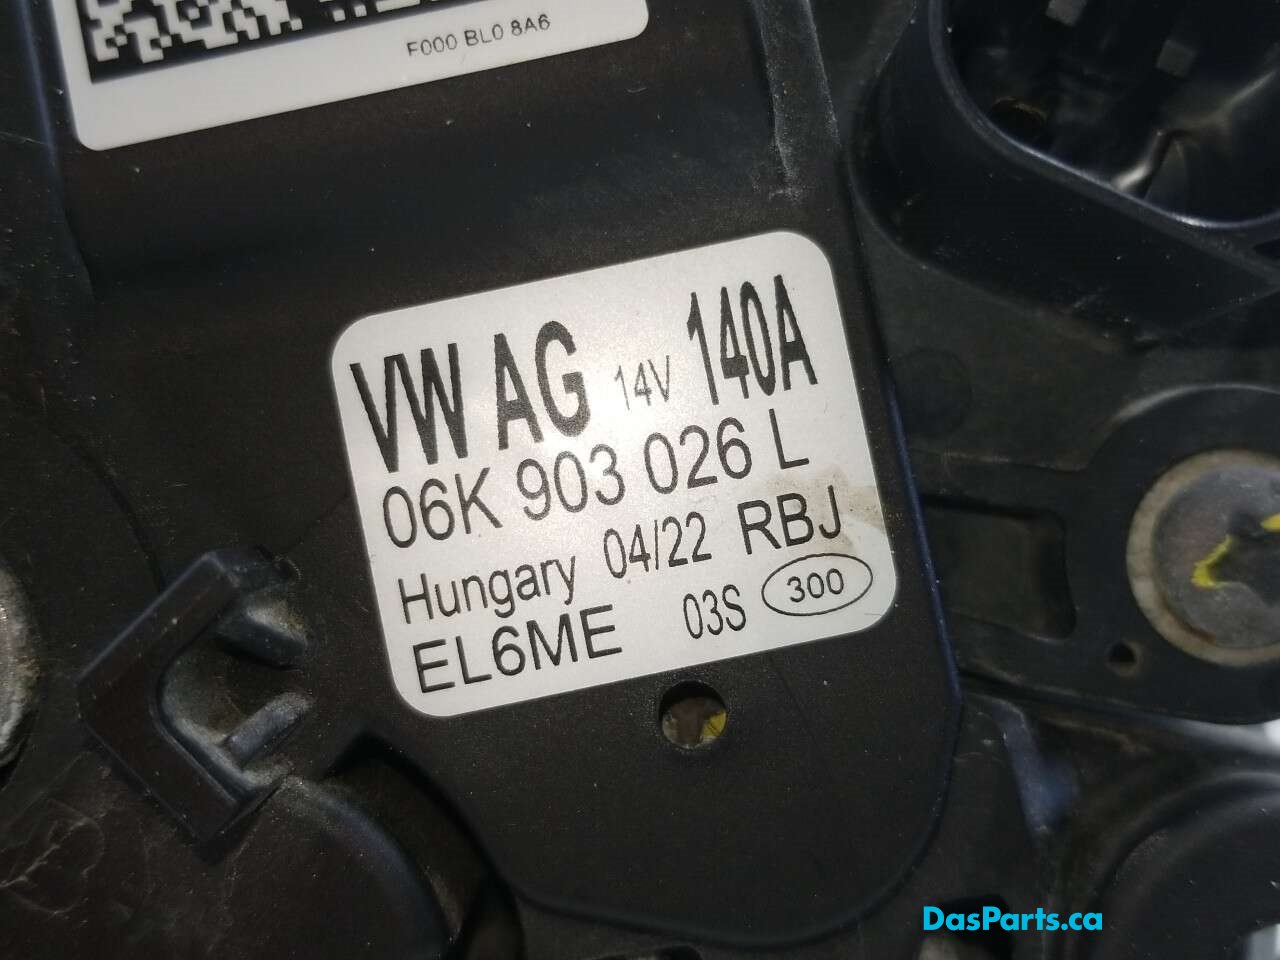 F000 BL0 8A6
VW AG 14V 140A
06K 903 026 L
Hungary 04/22 RBJ
EL6ME 03S 300
DasParts.ca